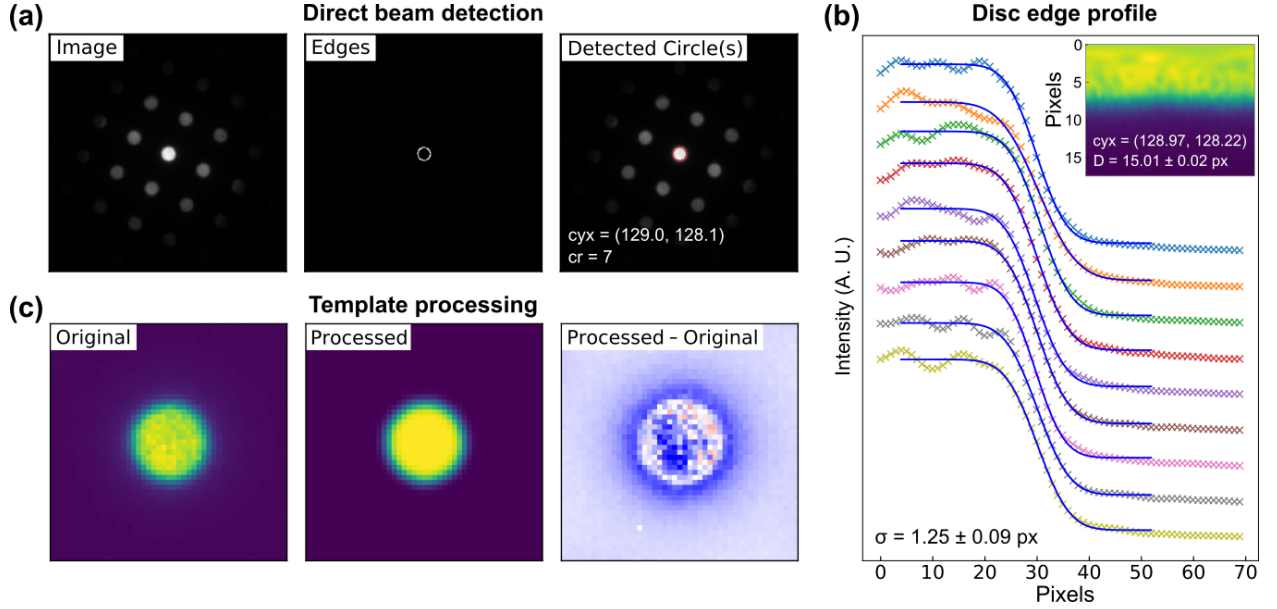 (a)
Direct beam detection
Image
Edges
Detected Circle(s)
cyx = (129.0, 128.1)
cr = 7
(b)
Disc edge profile
Intensity (A. U.)
Pixels
0
5
10
15
cyx = (128.97, 128.22)
D = 15.01 ± 0.02 px
σ = 1.25 ± 0.09 px
0 10 20 30 40 50 60 70
Pixels
(c)
Template processing
Original
Processed
Processed - Original